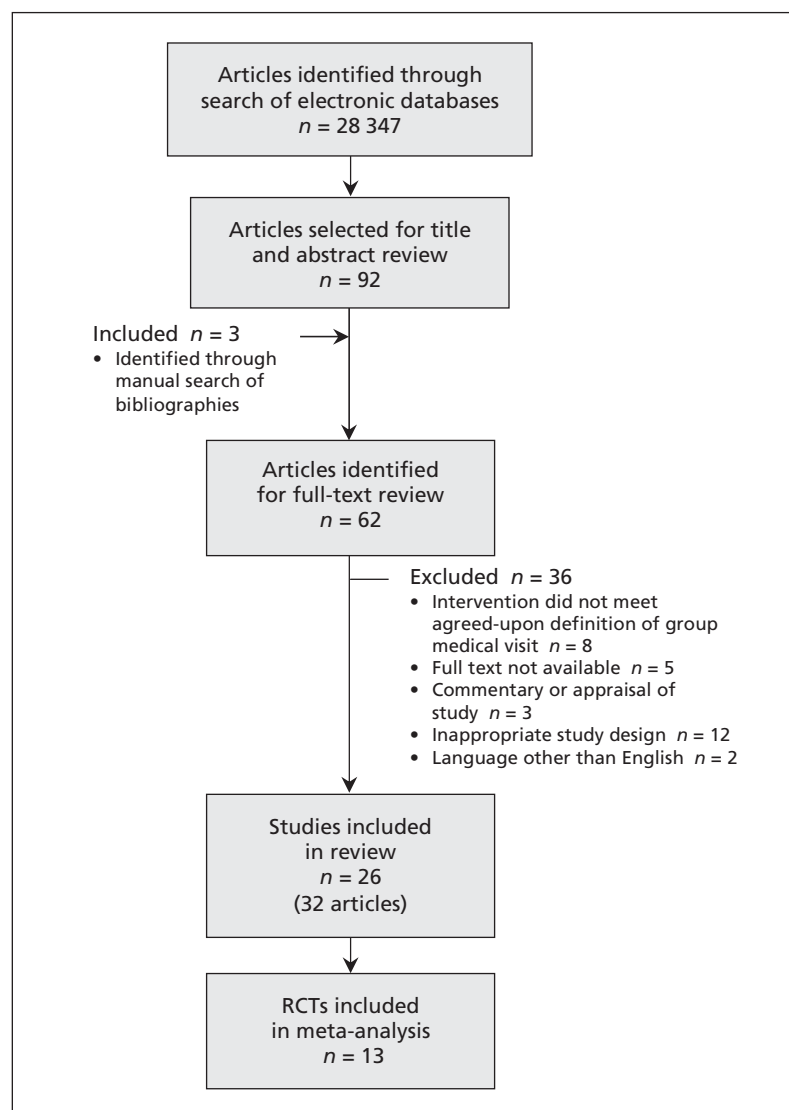 Articles identified through
search of electronic databases
n = 28 347
Articles selected for title
and abstract review
n = 92
Included n = 3
• Identified through
manual search of
bibliographies
Articles identified
for full-text review
n = 62
Excluded n = 36
• Intervention did not meet
agreed-upon definition of group
medical visit n = 8
• Full text not available n = 5
• Commentary or appraisal of
study n = 3
• Inappropriate study design n = 12
• Language other than English n = 2
Studies included
in review
n = 26
(32 articles)
RCTs included
in meta-analysis
n = 13